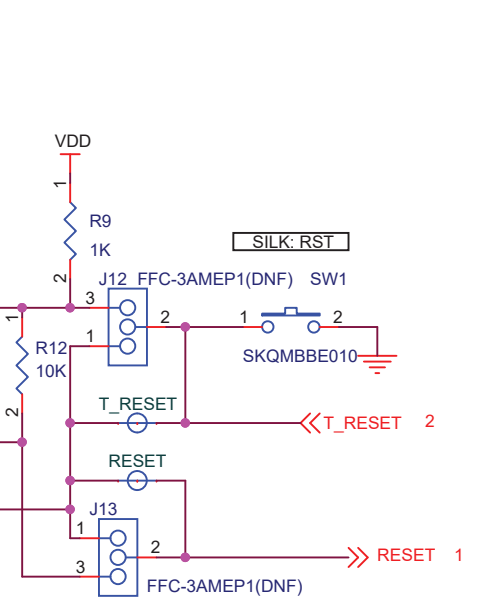 VDD
1
R9
1K
2
SILK: RST
J12 FFC-3AMEP1(DNF) SW1
3
2
1 2
1
1
R12
10K
SKQMBBE010
2
T_RESET
T_RESET 2
RESET
J13
1
2
RESET 1
3
FFC-3AMEP1(DNF)